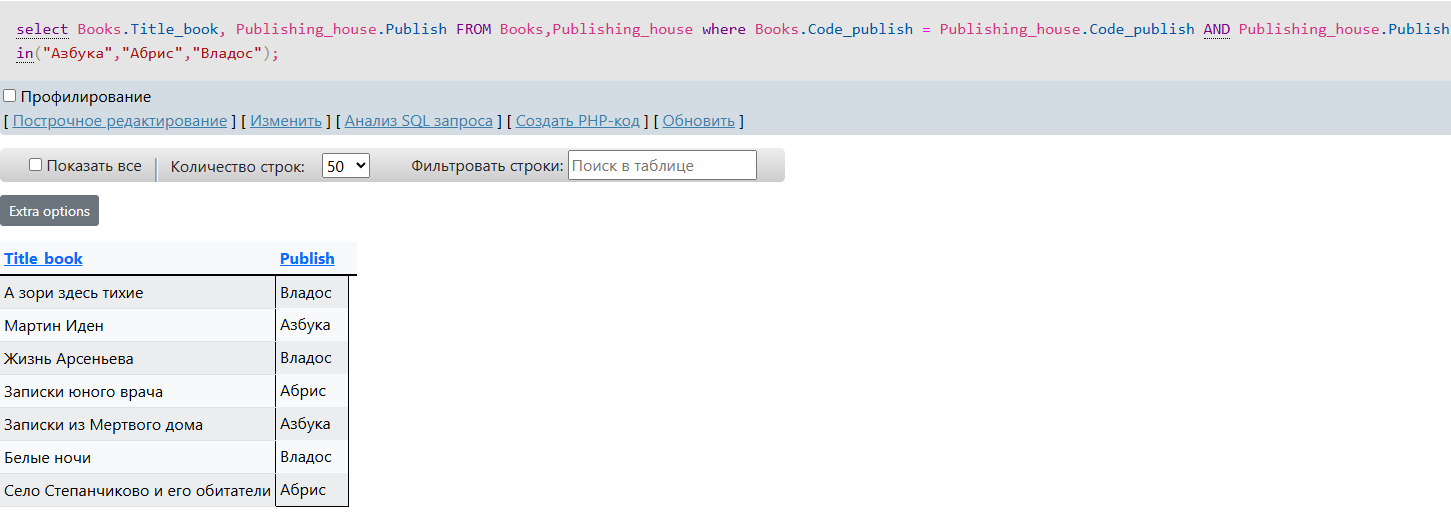 select Books.Title_book, Publishing_house.Publish FROM Books,Publishing_house where Books.Code_publish = Publishing_house.Code_publish AND Publishing_house.Publish
in("Азбука","Абрис","Владос");
Профилирование
[ Построчное редактирование ] [ Изменить ] [ Анализ SQL запроса ] [ Создать PHP-код ] [ Обновить ]
Показать все Количество строк: 50 Фильтровать строки: Поиск в таблице
Extra options
Title_book Publish
А зори здесь тихие Владос
Мартин Иден Азбука
Жизнь Арсеньева Владос
Записки юного врача Абрис
Записки из Мертвого дома Азбука
Белые ночи Владос
Село Степанчиково и его обитатели Абрис